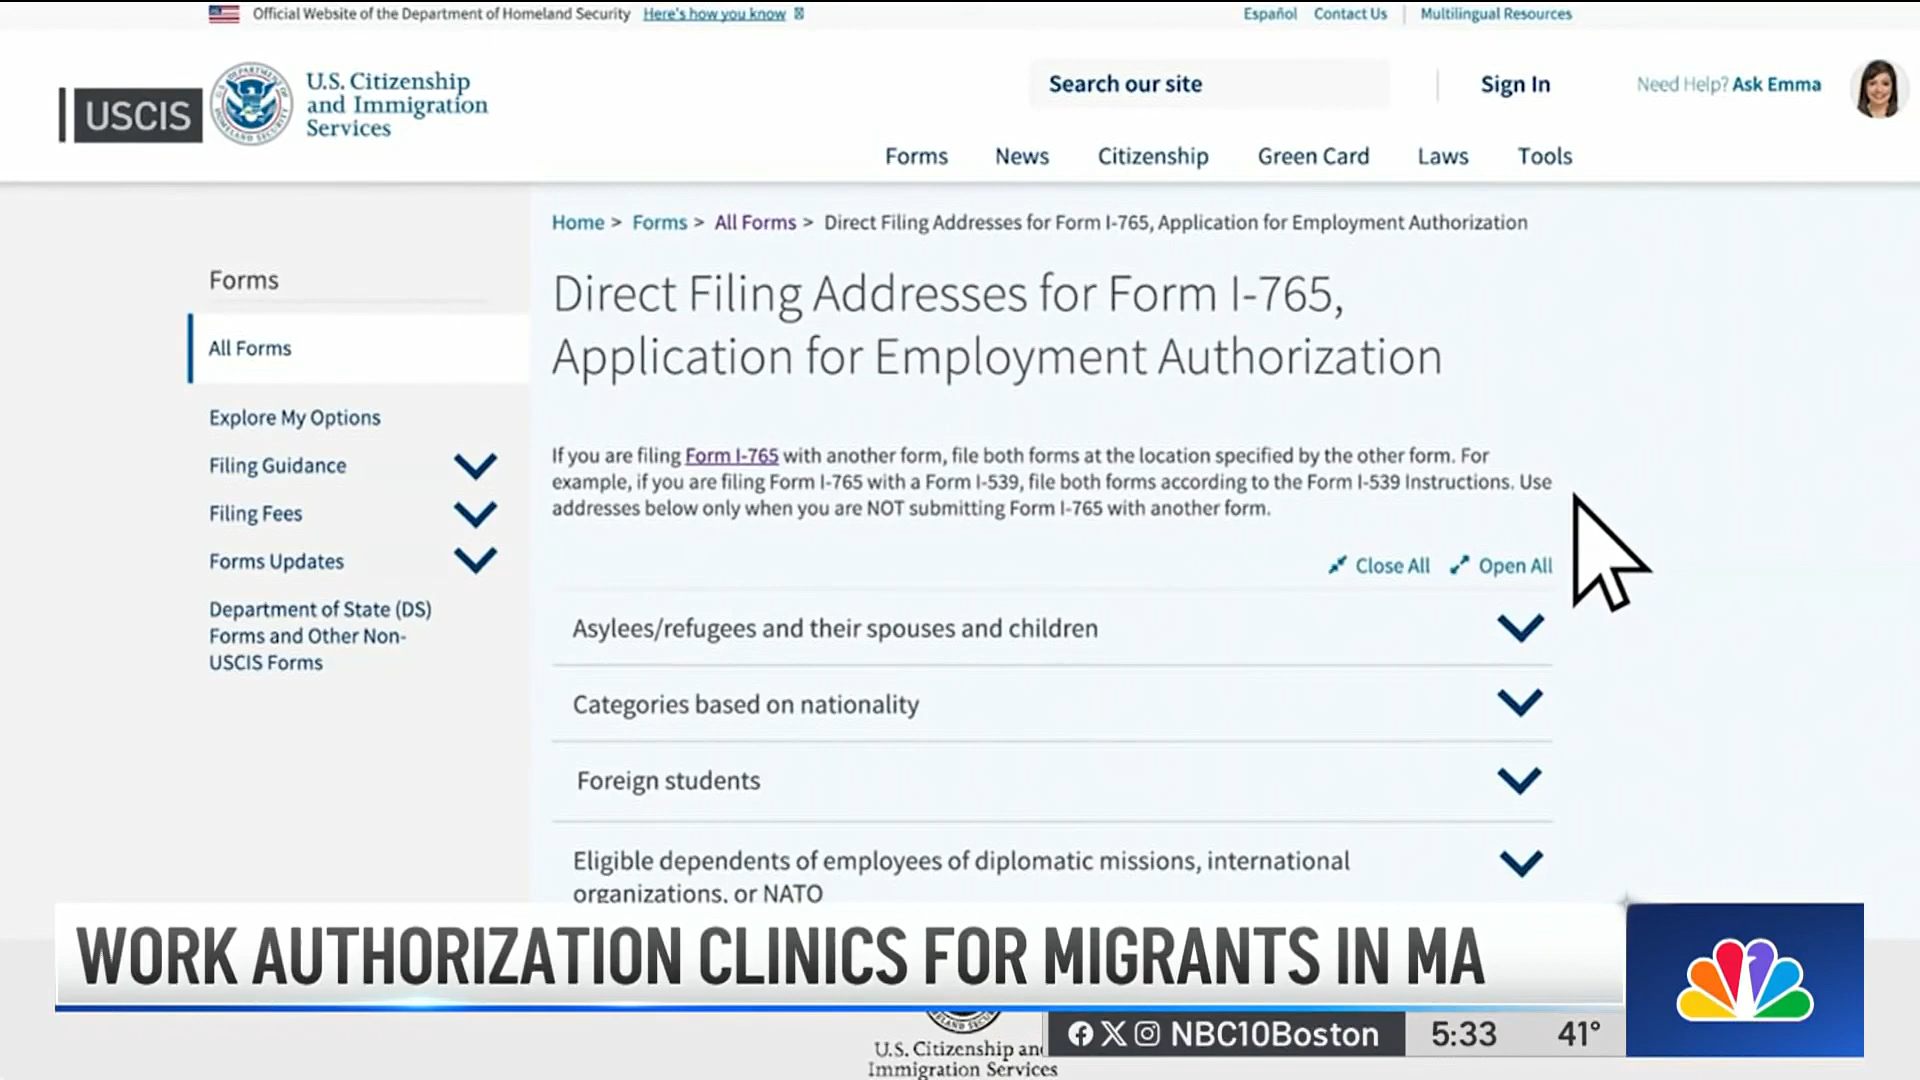 Official Website of the Department of Homeland Security Here's how you know
Español Contact Us Multilingual Resources
USCIS
U.S. Citizenship
and Immigration
Services
Search our site
Sign In
Need Help? Ask Emma
Forms News Citizenship Green Card Laws Tools
Home > Forms > All Forms > Direct Filing Addresses for Form I-765, Application for Employment Authorization
Forms
All Forms
Explore My Options
Filing Guidance
Filing Fees
Forms Updates
Department of State (DS)
Forms and Other Non-
USCIS Forms
Direct Filing Addresses for Form I-765,
Application for Employment Authorization
If you are filing Form I-765 with another form, file both forms at the location specified by the other form. For
example, if you are filing Form I-765 with a Form I-539, file both forms according to the Form I-539 Instructions. Use
addresses below only when you are NOT submitting Form I-765 with another form.
Close All Open All
Asylees/refugees and their spouses and children
Categories based on nationality
Foreign students
Eligible dependents of employees of diplomatic missions, international
organizations, or NATO
WORK AUTHORIZATION CLINICS FOR MIGRANTS IN MA
U.S. Citizenship an
Immigration Services
NBC10Boston 5:33 41°